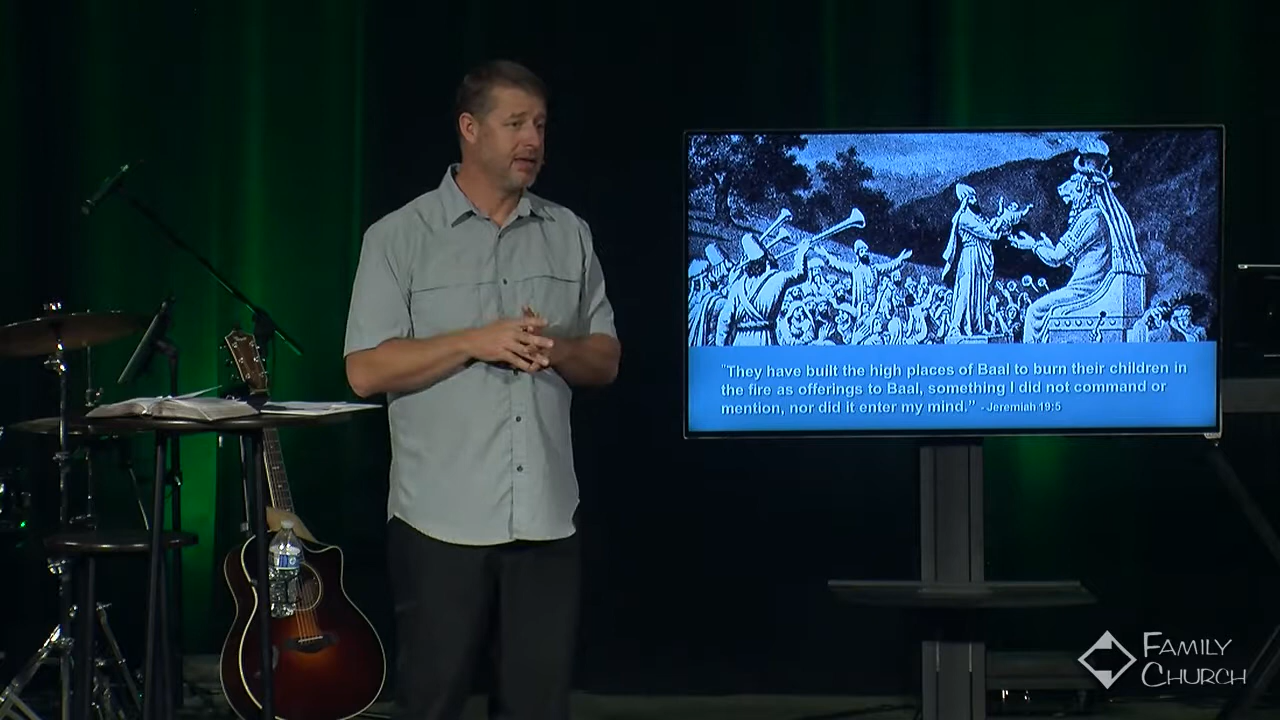 "They have built the high places of Baal to burn their children in
the fire as offerings to Baal, something I did not command or
mention, nor did it enter my mind.” - Jeremiah 19:5
FAMILY
CHURCH